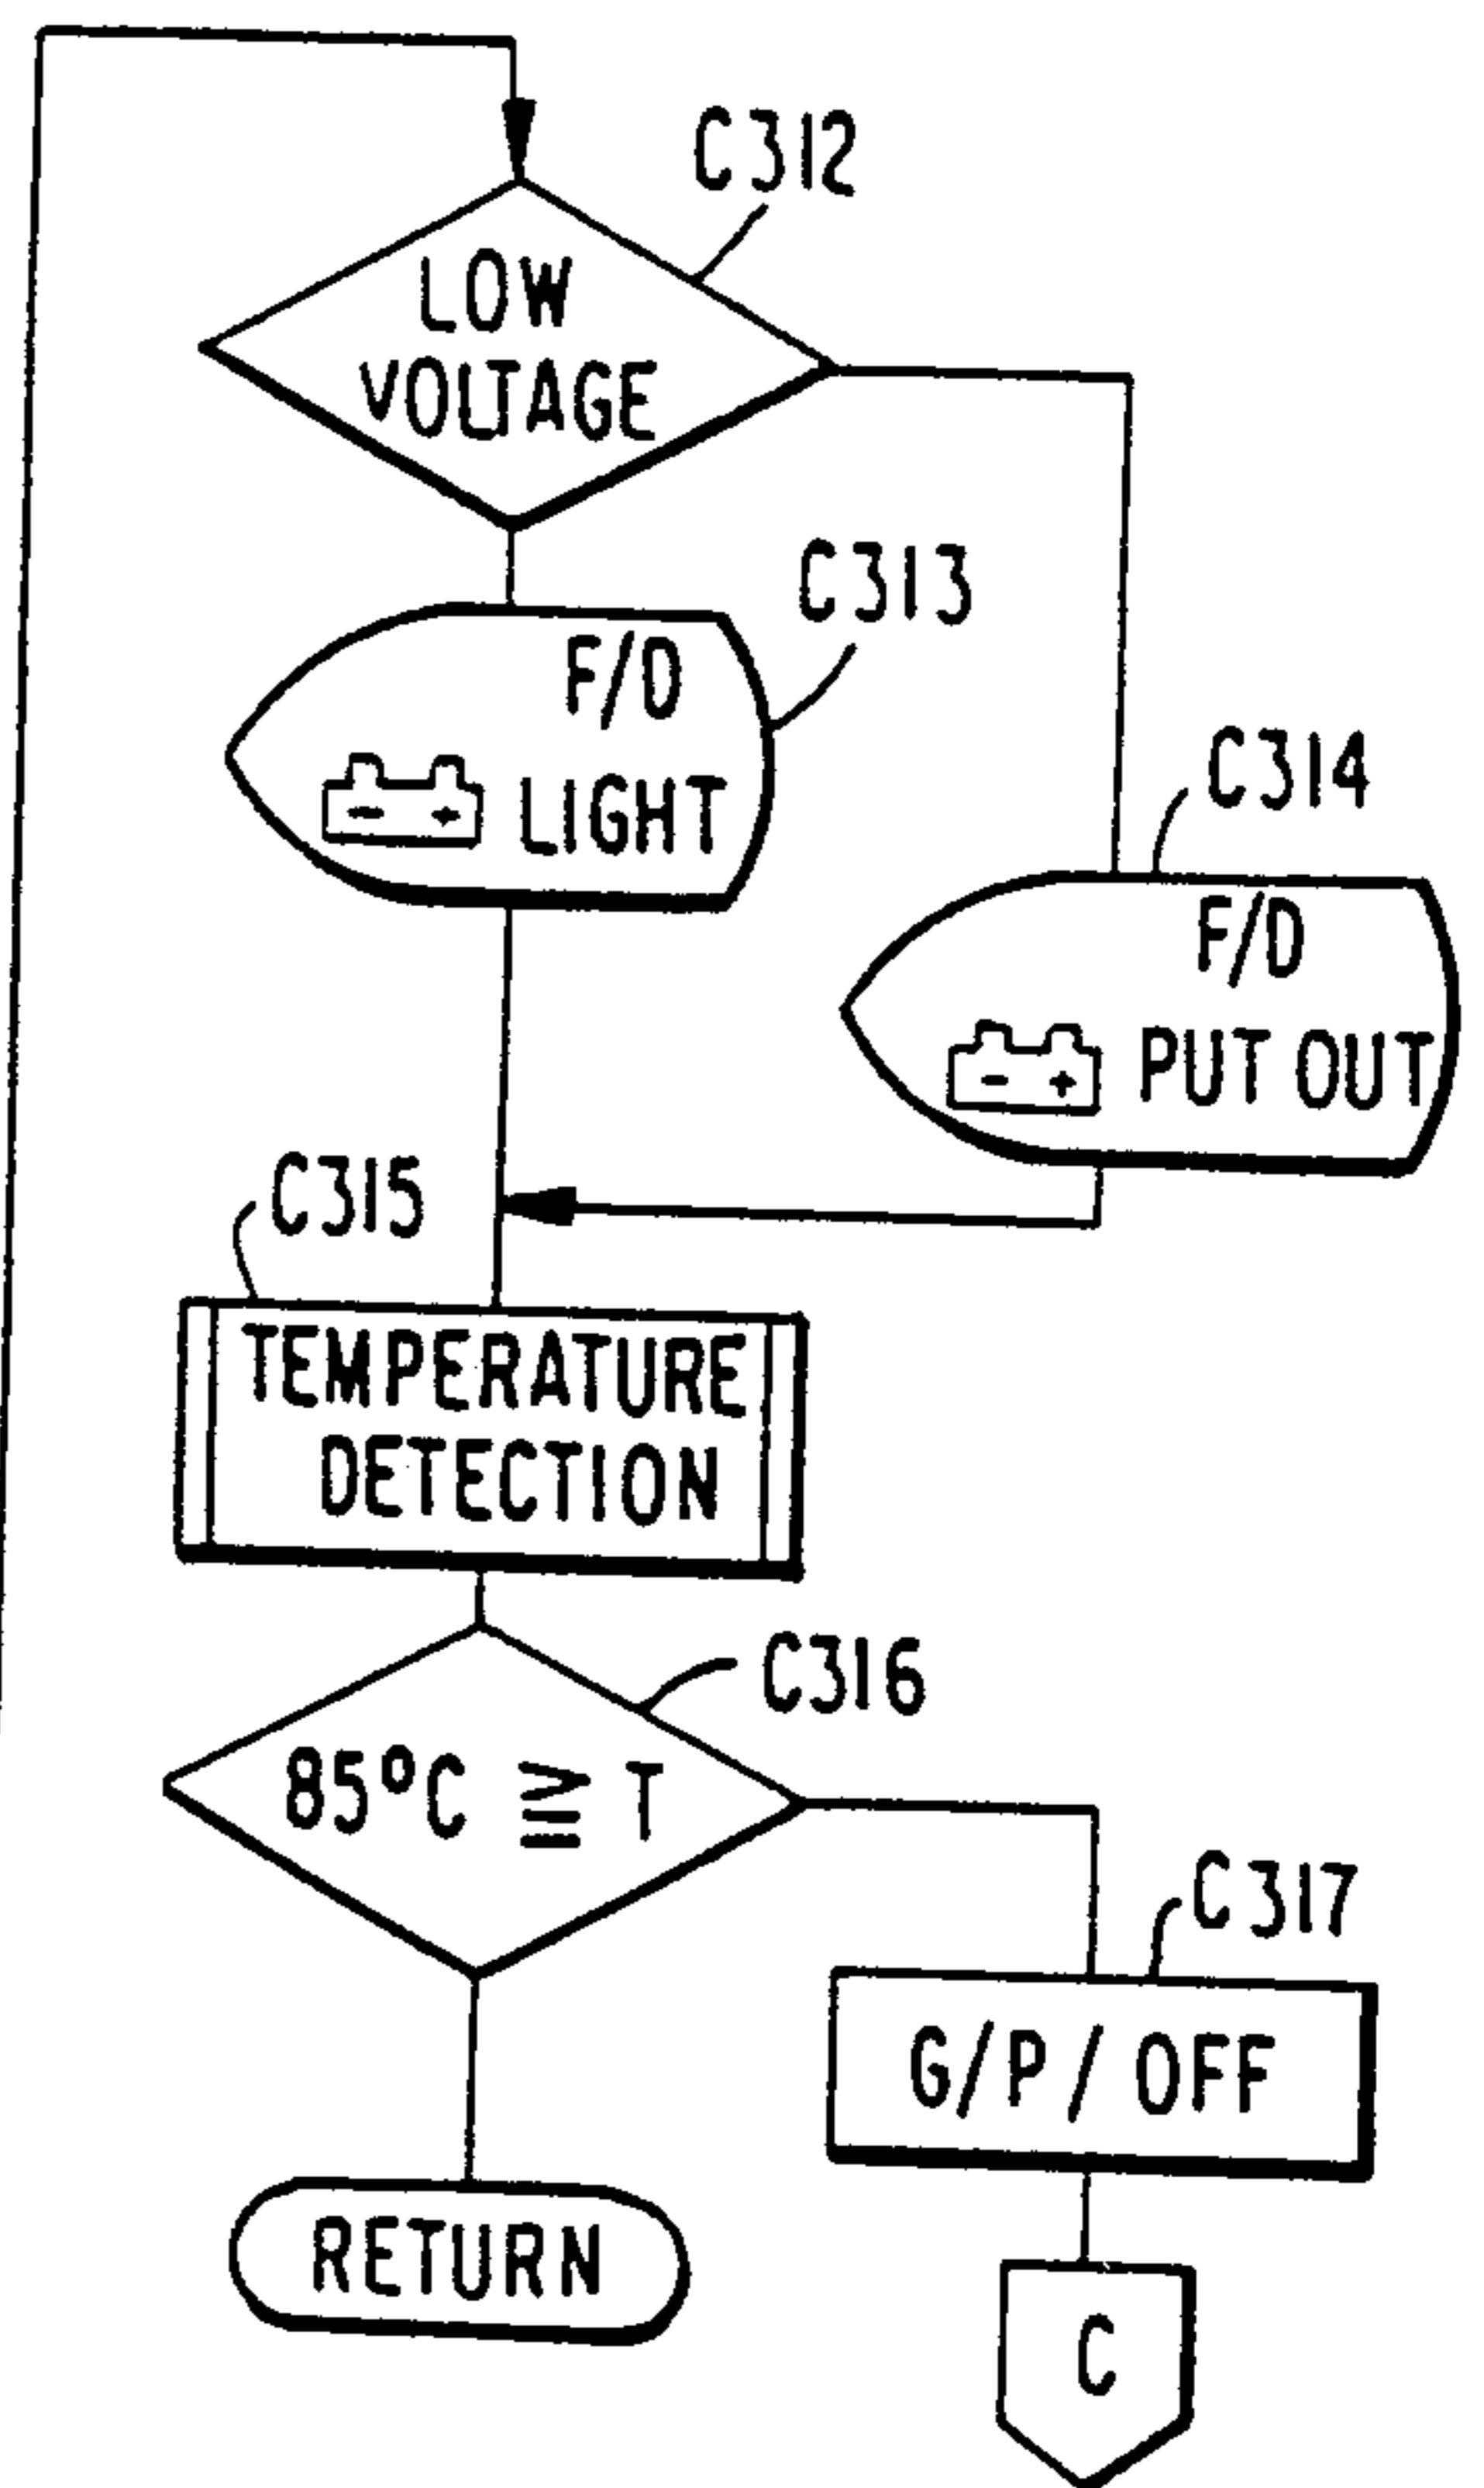 C312
LOW
VOLTAGE
C313
F/D
- + LIGHT
C314
F/D
- + PUT OUT
C315
TEMPERATURE
DETECTION
C316
85°C ≧ T
C317
G/P/OFF
RETURN
C